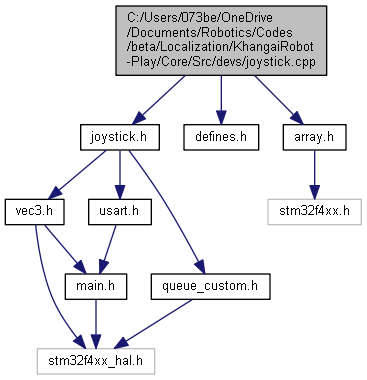 C:/Users/073be/OneDrive
/Documents/Robotics/Codes
/beta/Localization/KhangaiRobot
-Play/Core/Src/devs/joystick.cpp
joystick.h
defines.h
array.h
vec3.h
usart.h
stm32f4xx.h
main.h
queue_custom.h
stm32f4xx_hal.h